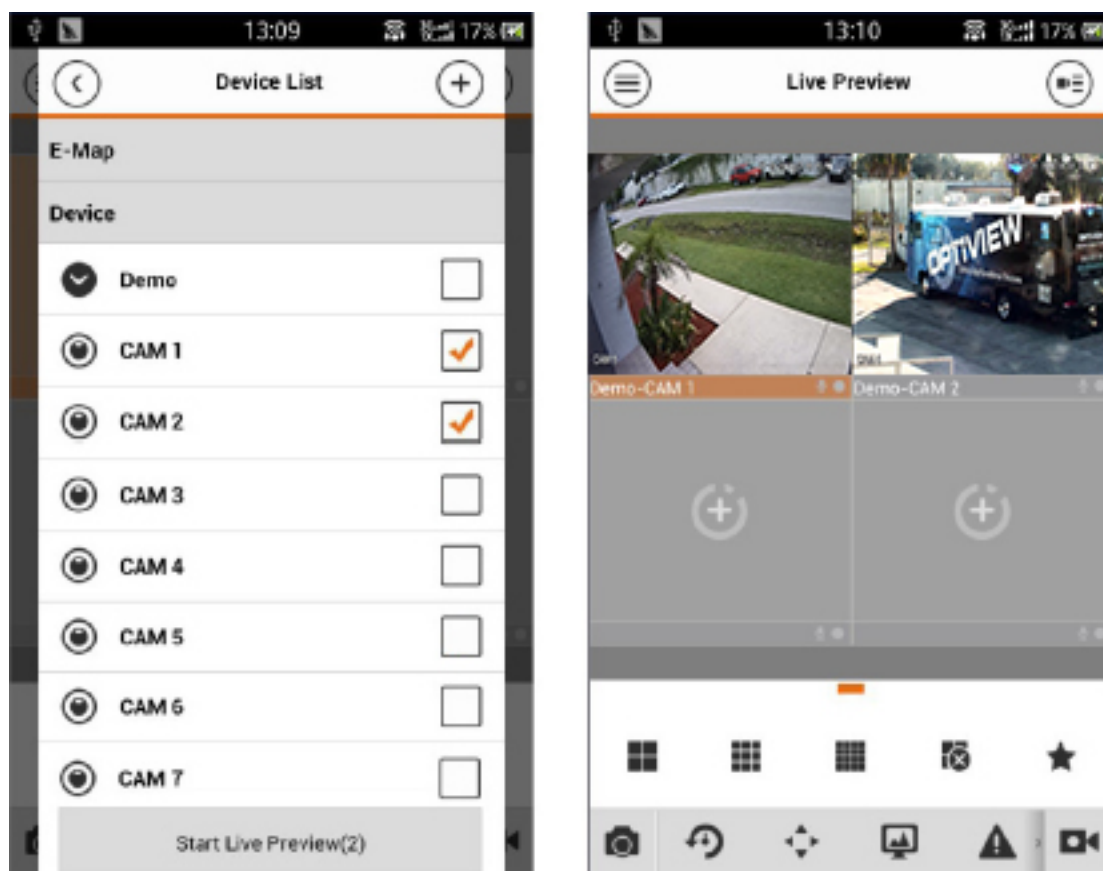 13:09
17%
Device List
E-Map
Device
Demo
CAM 1
CAM 2
CAM 3
CAM 4
CAM 5
CAM 6
CAM 7
Start Live Preview(2)
13:10
17%
Live Preview
OPTIVIEW
Demo-CAM 1
Demo-CAM 2